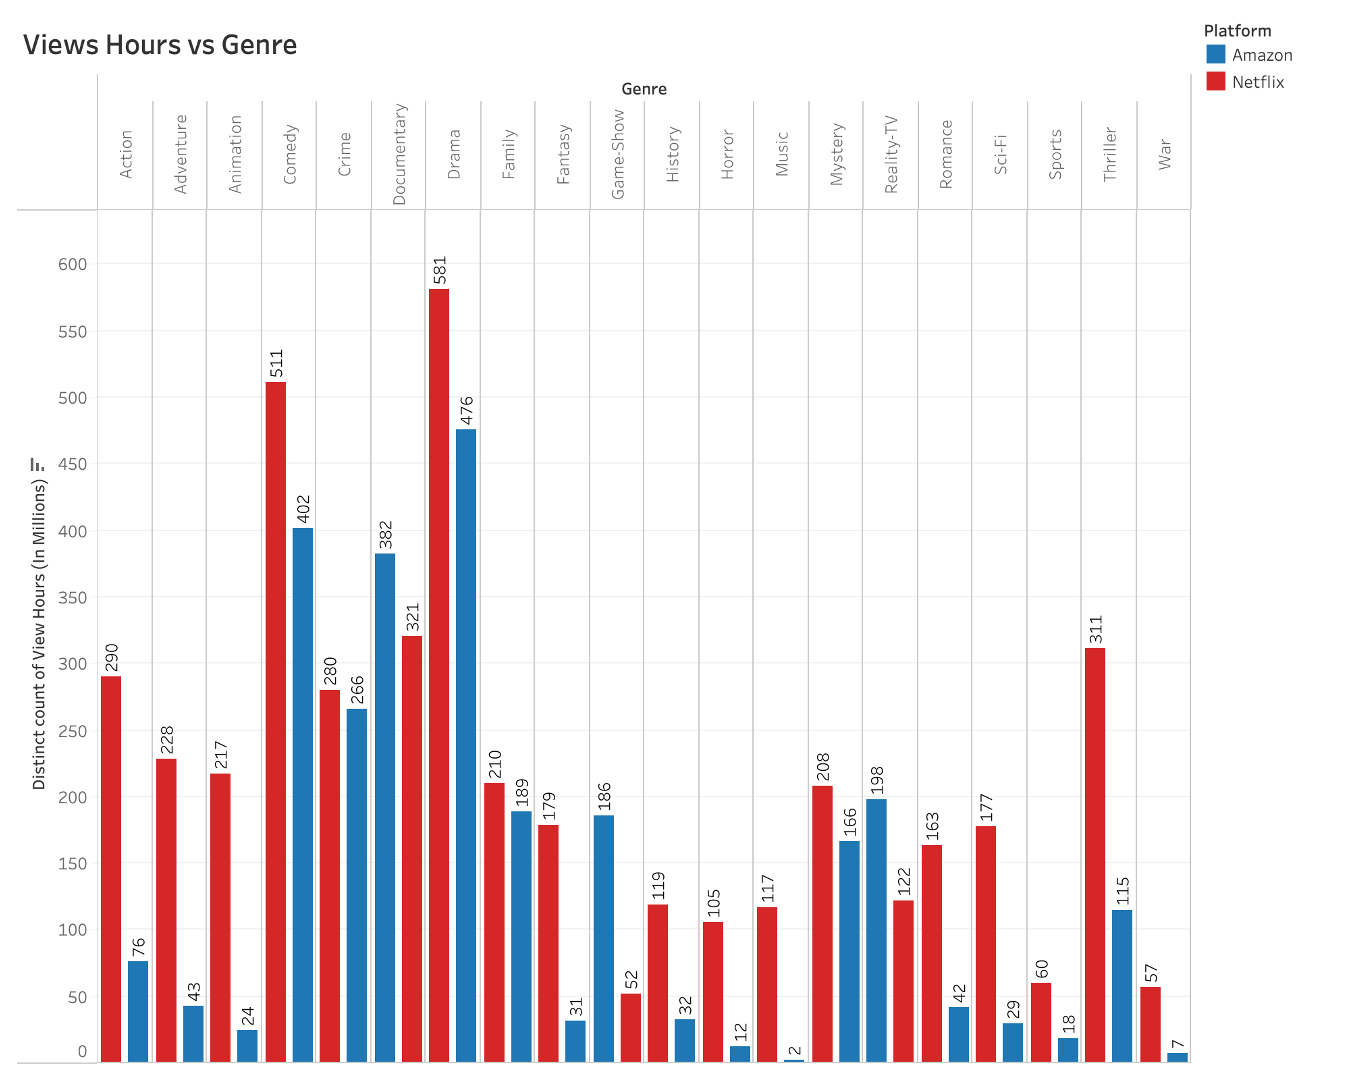 Views Hours vs Genre
Platform
Amazon
Netflix
Genre
Action
Adventure
Animation
Comedy
Crime
Documentary
Drama
Family
Fantasy
Game-Show
History
Horror
Music
Mystery
Reality-TV
Romance
Sci-Fi
Sports
Thriller
War
Distinct count of View Hours (In Millions)
600
550
500
450
400
350
300
250
200
150
100
50
0
290
76
228
43
217
24
511
402
280
266
382
321
581
476
210
189
179
31
186
52
119
32
105
12
117
2
208
166
198
122
163
42
177
29
60
18
311
115
57
7